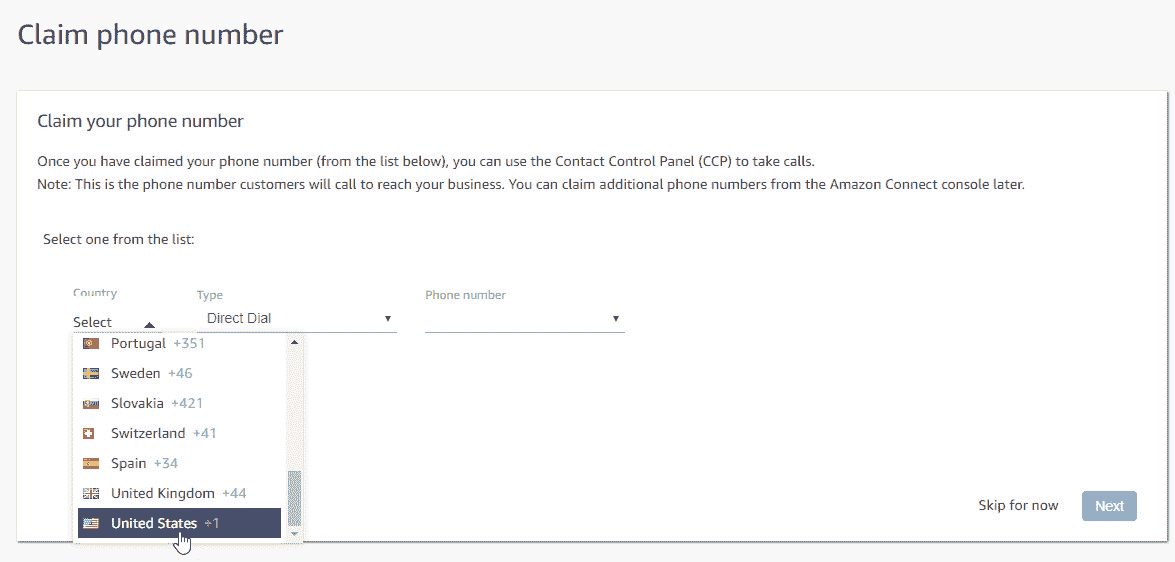 Claim phone number
Claim your phone number
Once you have claimed your phone number (from the list below), you can use the Contact Control Panel (CCP) to take calls.
Note: This is the phone number customers will call to reach your business. You can claim additional phone numbers from the Amazon Connect console later.
Select one from the list:
Country Type Phone number
Select Direct Dial
Portugal +351
Sweden +46
Slovakia +421
Switzerland +41
Spain +34
United Kingdom +44
United States +1
Skip for now Next